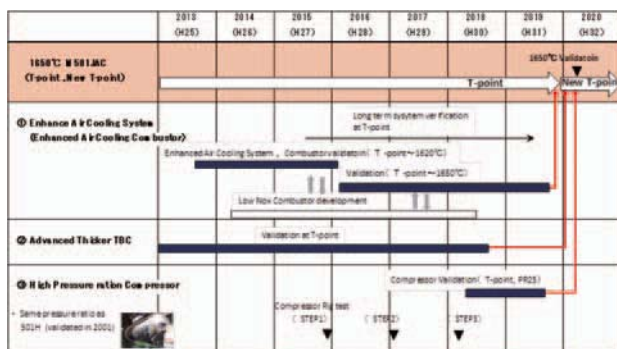 2013 2014 2015 2016 2017 2018 2019 2020
(H25) (H26) (H27) (H28) (H29) (H30) (H31) (H32)
1650℃ M501JAC
(T-point ,New T-point)
1650℃ Validatoin
T-point
New T-point
① Enhance Air Cooling System
(Enhanced Air Cooling Combustor)
Long term system verification
at T-point
Enhanced Air Cooling System , Combustor validatoin( T -point～1620℃)
Validation( T -point～1650℃)
Low Nox Combustor development
② Advanced Thicker TBC
Validation at T-point
③ High Pressure ration Compressor
Compressor Validation( T-point, PR25)
- Same pressure ratio as
501H (validated in 2001)
Compressor Rig test
( STEP1) ( STEP2) ( STEP3)